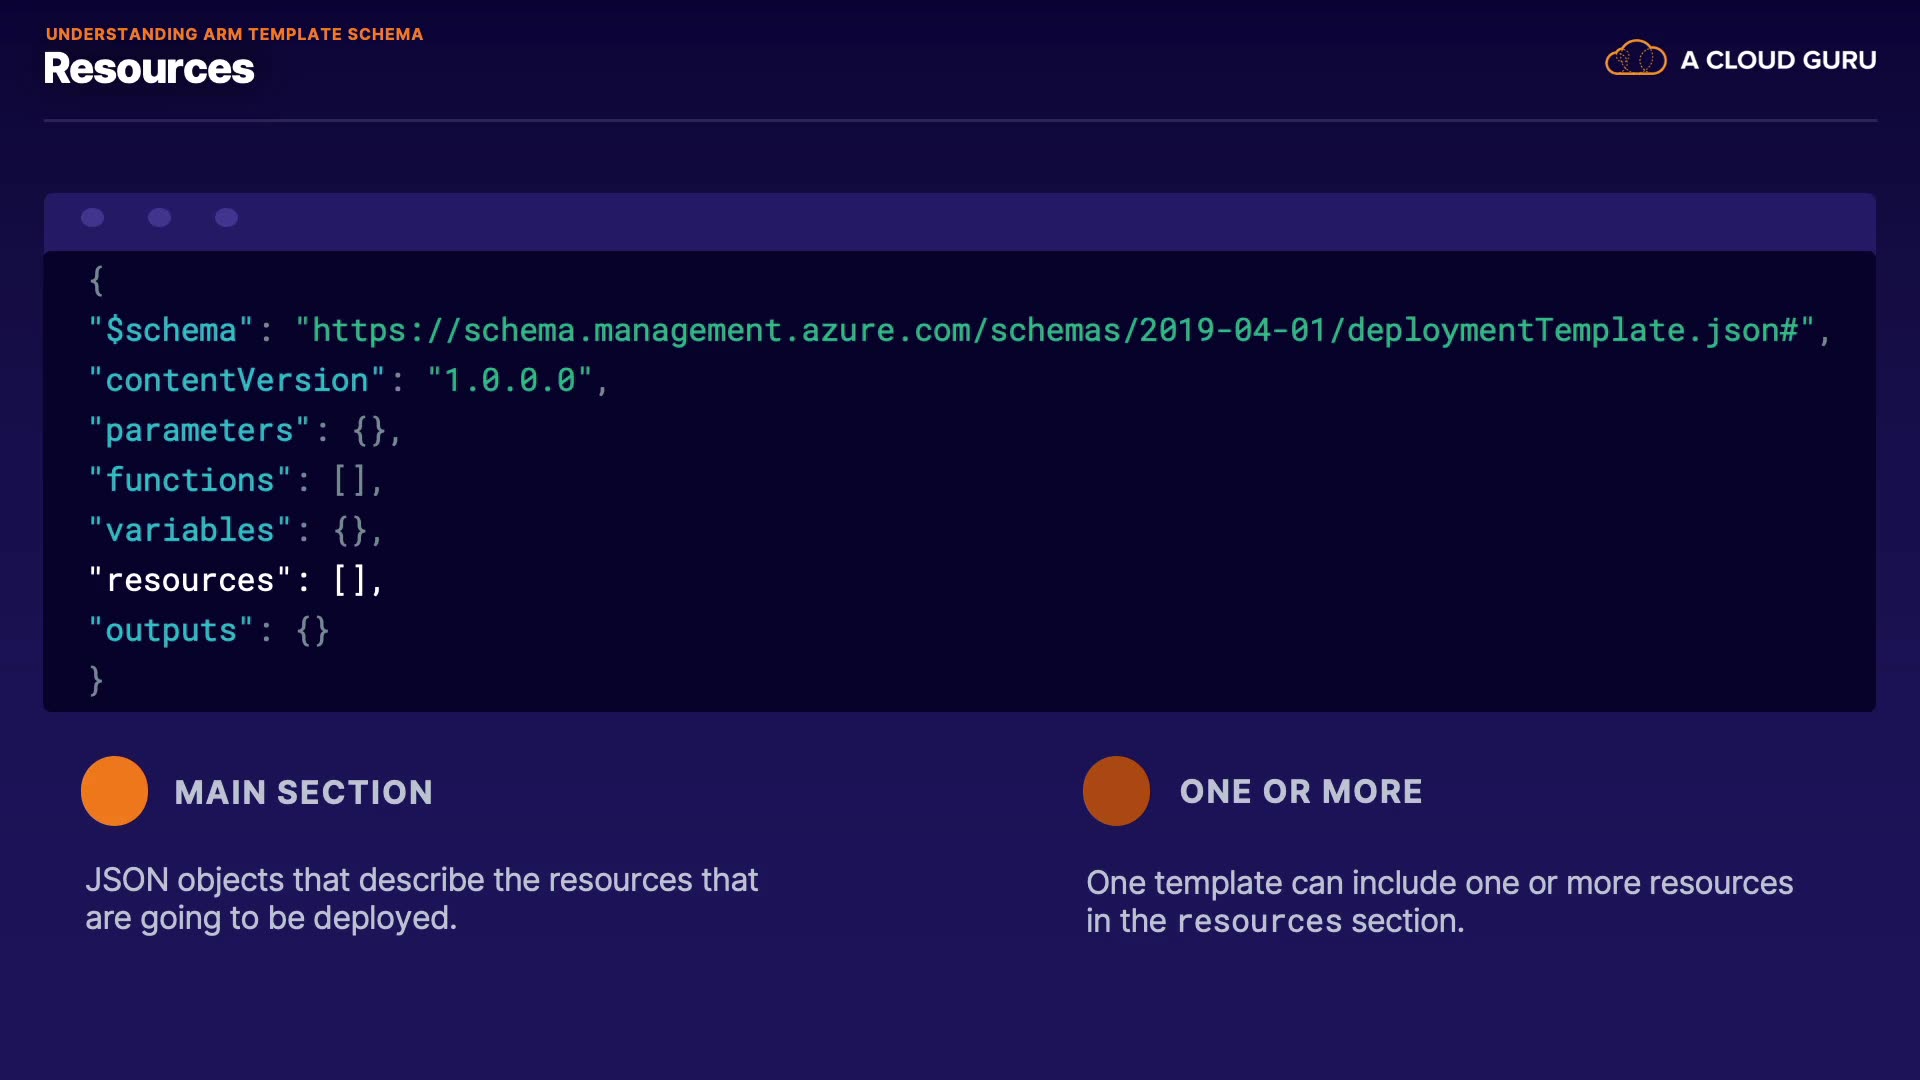 UNDERSTANDING ARM TEMPLATE SCHEMA
Resources
A CLOUD GURU
{
"$schema": "https://schema.management.azure.com/schemas/2019-04-01/deploymentTemplate.json#",
"contentVersion": "1.0.0.0",
"parameters": {},
"functions": [],
"variables": {},
"resources": [],
"outputs": {}
}
MAIN SECTION
JSON objects that describe the resources that
are going to be deployed.
ONE OR MORE
One template can include one or more resources
in the resources section.